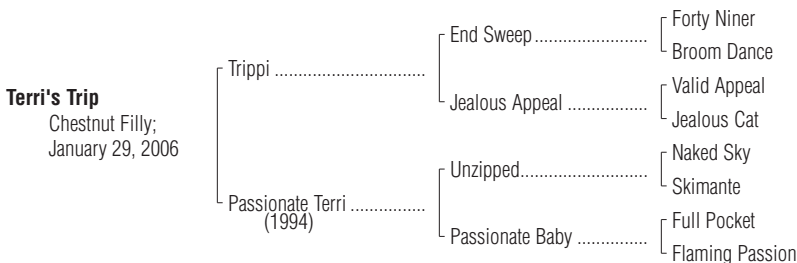 Terri's Trip
Chestnut Filly;
January 29, 2006
Trippi ................................
Passionate Terri ................
(1994)
End Sweep........................
Jealous Appeal .................
Unzipped...........................
Passionate Baby ...............
Forty Niner
Broom Dance
Valid Appeal
Jealous Cat
Naked Sky
Skimante
Full Pocket
Flaming Passion